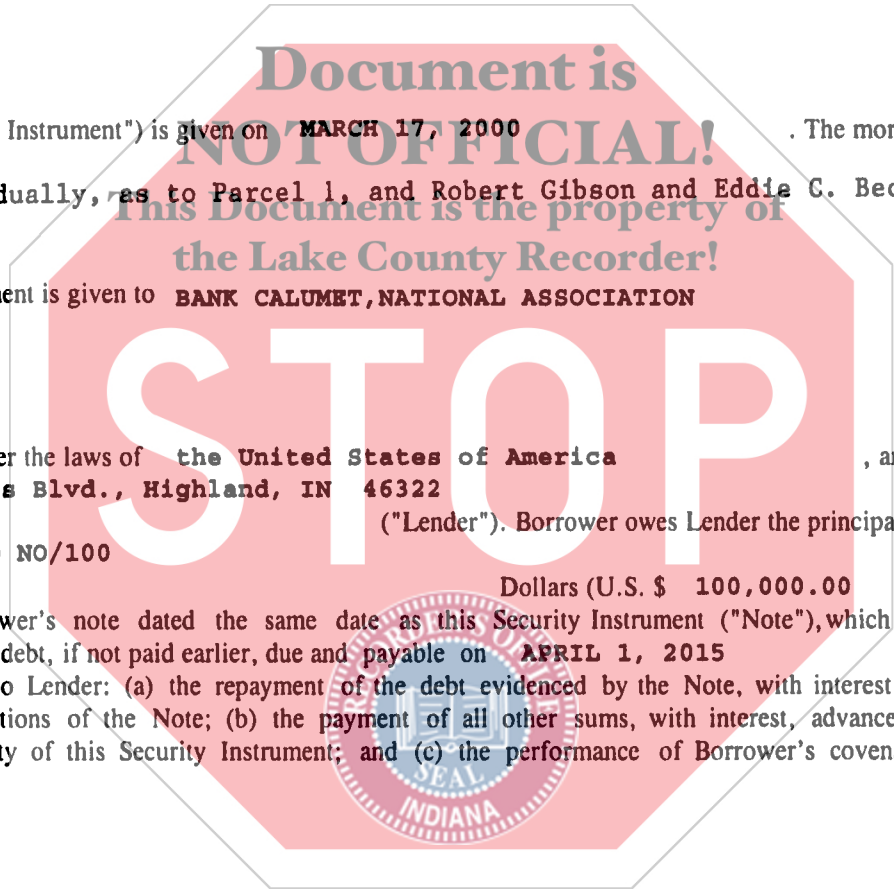 Document is
Instrument") is given on MARCH 17, 2000 . The mor
NOT OFFICIAL!
dually, as to Parcel 1, and Robert Gibson and Eddie C. Bec
This Document is the property of
the Lake County Recorder!
ent is given to BANK CALUMET,NATIONAL ASSOCIATION
STOP
er the laws of the United States of America , a
s Blvd., Highland, IN 46322
("Lender"). Borrower owes Lender the principa
NO/100
Dollars (U.S. $ 100,000.00
wer's note dated the same date as this Security Instrument ("Note"),which
debt, if not paid earlier, due and payable on APRIL 1, 2015
o Lender: (a) the repayment of the debt evidenced by the Note, with interest
tions of the Note; (b) the payment of all other sums, with interest, advance
ty of this Security Instrument; and (c) the performance of Borrower's coven
SEAL
INDIANA